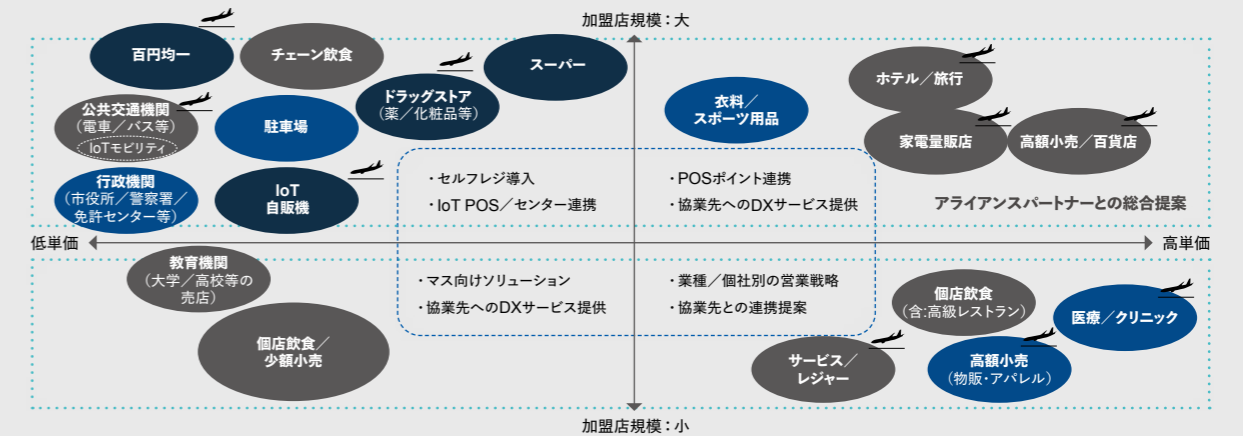 加盟店規模：大
百円均一
チェーン飲食
スーパー
ドラッグストア
（薬／化粧品等）
公共交通機関
（電車／バス等）
IoTモビリティ
駐車場
行政機関
（市役所／警察署／
免許センター等）
IoT
自販機
衣料／
スポーツ用品
ホテル／旅行
家電量販店
高額小売／百貨店
・セルフレジ導入
・IoT POS／センター連携
・POSポイント連携
・協業先へのDXサービス提供
アライアンスパートナーとの総合提案
低単価
高単価
教育機関
（大学／高校等の
売店）
個店飲食／
少額小売
・マス向けソリューション
・協業先へのDXサービス提供
・業種／個社別の営業戦略
・協業先との連携提案
個店飲食
（含:高級レストラン）
医療／クリニック
サービス／
レジャー
高額小売
（物販・アパレル）
加盟店規模：小